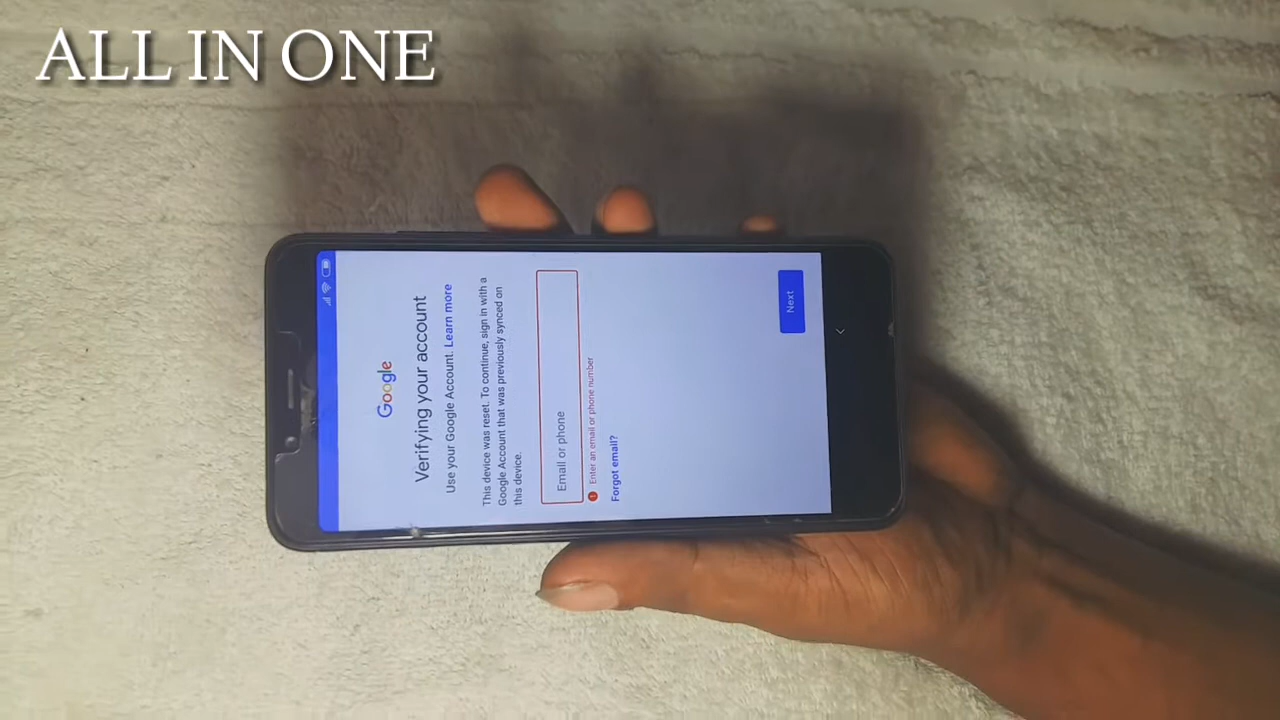 ALL IN ONE
Google
Verifying your account
Use your Google Account. Learn more
This device was reset. To continue, sign in with a
Google Account that was previously synced on
this device.
Email or phone
Enter an email or phone number
Forgot email?
Next